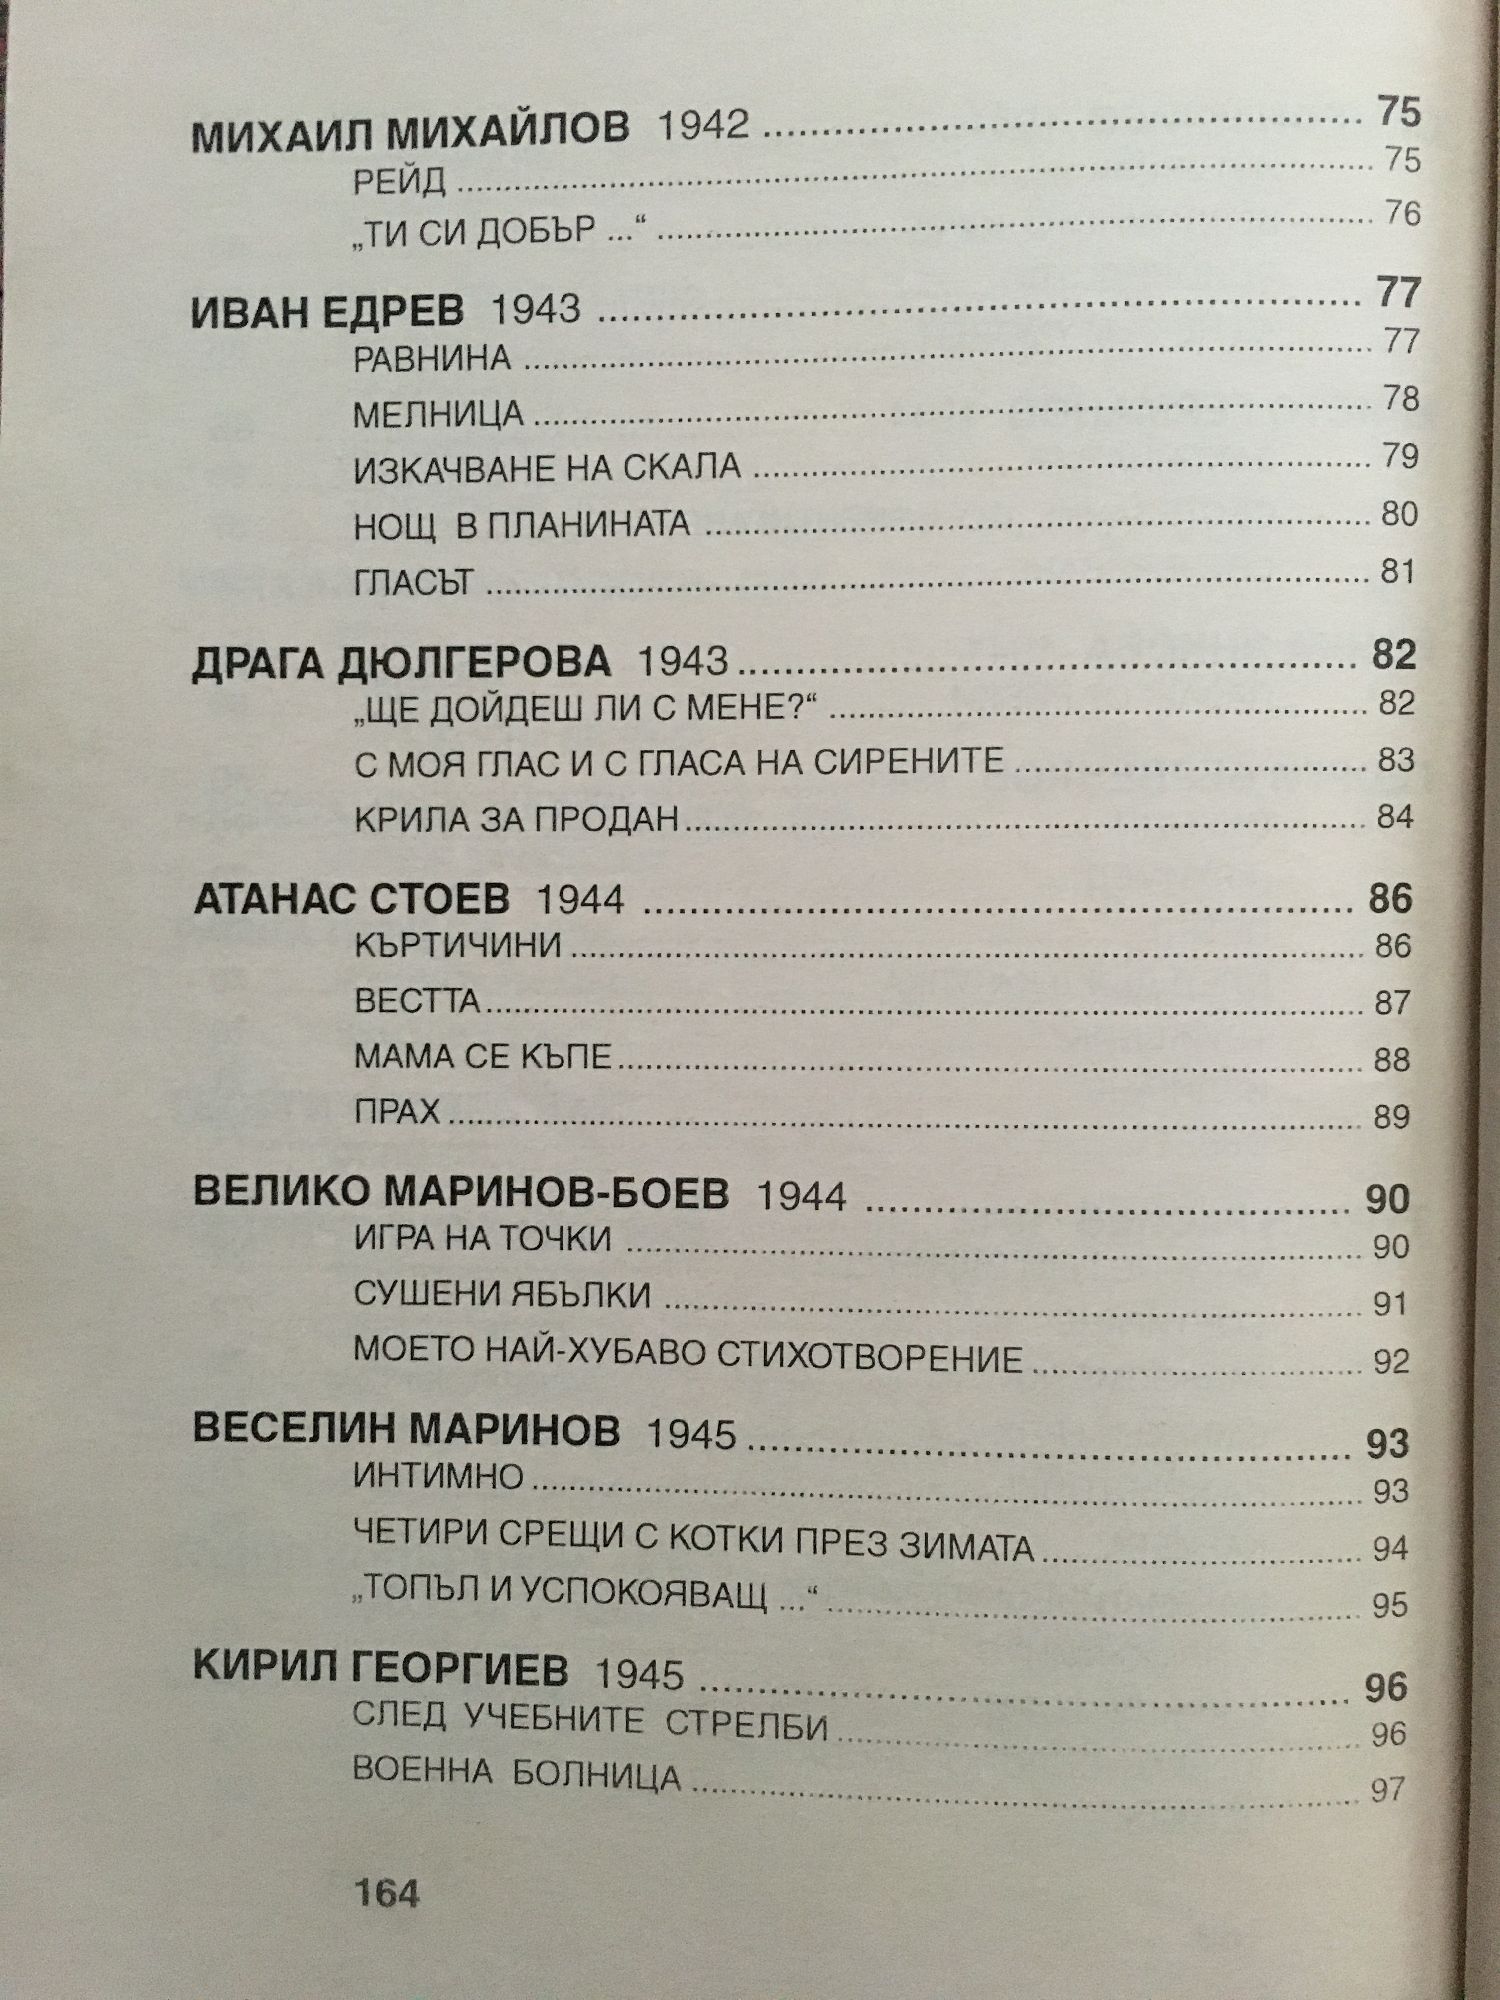 МИХАИЛ МИХАЙЛОВ 1942 ........................................ 75
РЕЙД ........................................ 75
„ТИ СИ ДОБЪР ...“ ........................................ 76
ИВАН ЕДРЕВ 1943 ........................................ 77
РАВНИНА ........................................ 77
МЕЛНИЦА ........................................ 78
ИЗКАЧВАНЕ НА СКАЛА ........................................ 79
НОЩ В ПЛАНИНАТА ........................................ 80
ГЛАСЪТ ........................................ 81
ДРАГА ДЮЛГЕРОВА 1943 ........................................ 82
„ЩЕ ДОЙДЕШ ЛИ С МЕНЕ?“ ........................................ 82
С МОЯ ГЛАС И С ГЛАСА НА СИРЕНИТЕ ........................................ 83
КРИЛА ЗА ПРОДАН ........................................ 84
АТАНАС СТОЕВ 1944 ........................................ 86
КЪРТИЧИНИ ........................................ 86
ВЕСТТА ........................................ 87
МАМА СЕ КЪПЕ ........................................ 88
ПРАХ ........................................ 89
ВЕЛИКО МАРИНОВ-БОЕВ 1944 ........................................ 90
ИГРА НА ТОЧКИ ........................................ 90
СУШЕНИ ЯБЪЛКИ ........................................ 91
МОЕТО НАЙ-ХУБАВО СТИХОТВОРЕНИЕ ........................................ 92
ВЕСЕЛИН МАРИНОВ 1945 ........................................ 93
ИНТИМНО ........................................ 93
ЧЕТИРИ СРЕЩИ С КОТКИ ПРЕЗ ЗИМАТА ........................................ 94
„ТОПЪЛ И УСПОКОЯВАЩ ...“ ........................................ 95
КИРИЛ ГЕОРГИЕВ 1945 ........................................ 96
СЛЕД УЧЕБНИТЕ СТРЕЛБИ ........................................ 96
ВОЕННА БОЛНИЦА ........................................ 97
164